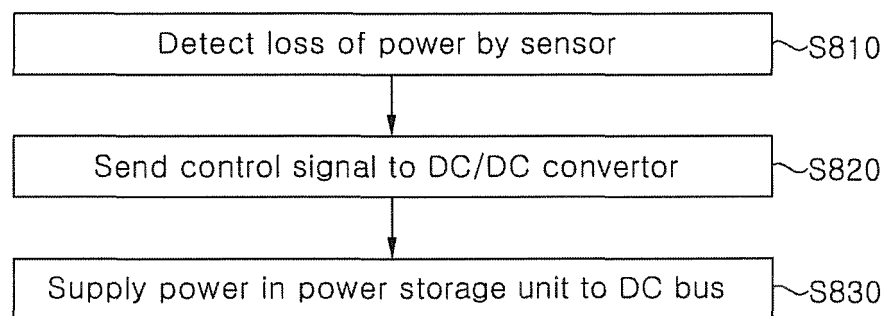 Detect loss of power by sensor
S810
Send control signal to DC/DC convertor
S820
Supply power in power storage unit to DC bus
S830